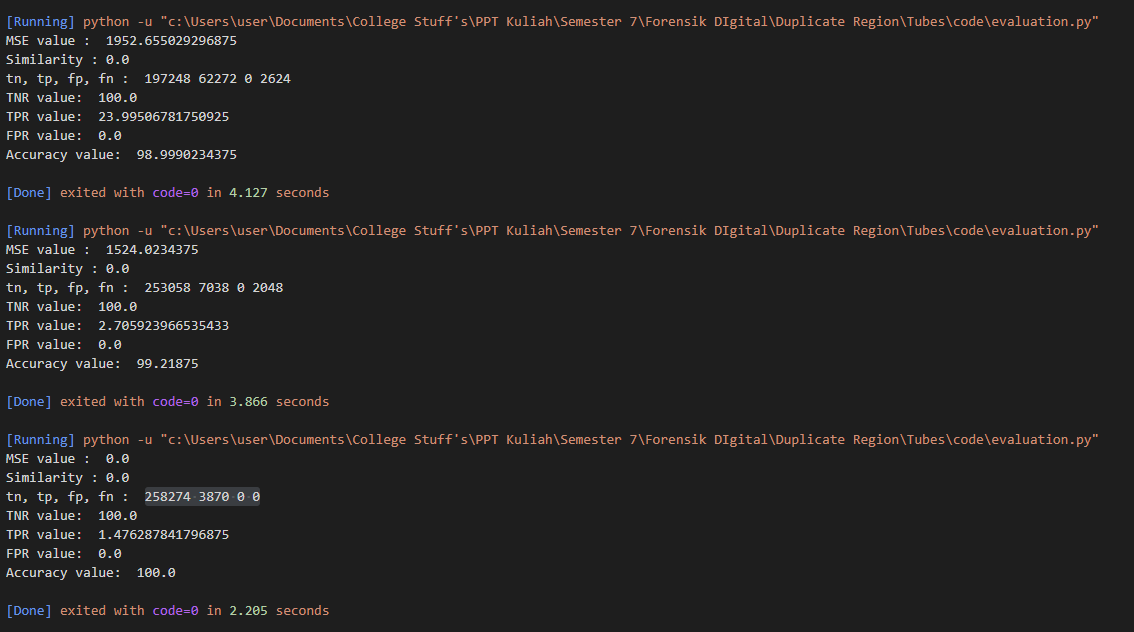 [Running] python -u "c:\Users\user\Documents\College Stuff's\PPT Kuliah\Semester 7\Forensik DIgital\Duplicate Region\Tubes\code\evaluation.py"
MSE value :  1952.655029296875
Similarity : 0.0
tn, tp, fp, fn :  197248 62272 0 2624
TNR value:  100.0
TPR value:  23.99506781750925
FPR value:  0.0
Accuracy value:  98.9990234375
[Done] exited with code=0 in 4.127 seconds
[Running] python -u "c:\Users\user\Documents\College Stuff's\PPT Kuliah\Semester 7\Forensik DIgital\Duplicate Region\Tubes\code\evaluation.py"
MSE value :  1524.0234375
Similarity : 0.0
tn, tp, fp, fn :  253058 7038 0 2048
TNR value:  100.0
TPR value:  2.705923966535433
FPR value:  0.0
Accuracy value:  99.21875
[Done] exited with code=0 in 3.866 seconds
[Running] python -u "c:\Users\user\Documents\College Stuff's\PPT Kuliah\Semester 7\Forensik DIgital\Duplicate Region\Tubes\code\evaluation.py"
MSE value :  0.0
Similarity : 0.0
tn, tp, fp, fn :  258274 3870 0 0
TNR value:  100.0
TPR value:  1.476287841796875
FPR value:  0.0
Accuracy value:  100.0
[Done] exited with code=0 in 2.205 seconds